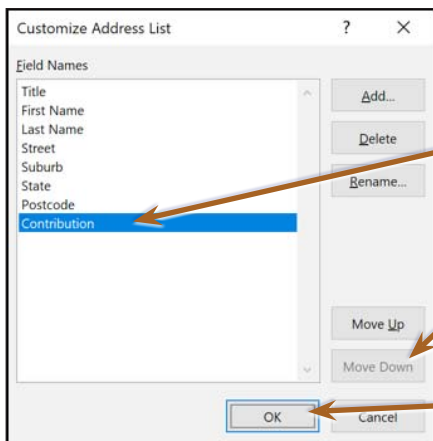 Customize Address List ? ×
Field Names
Title
First Name
Last Name
Street
Suburb
State
Postcode
Contribution
Add...
Delete
Rename...
Move Up
Move Down
OK
Cancel